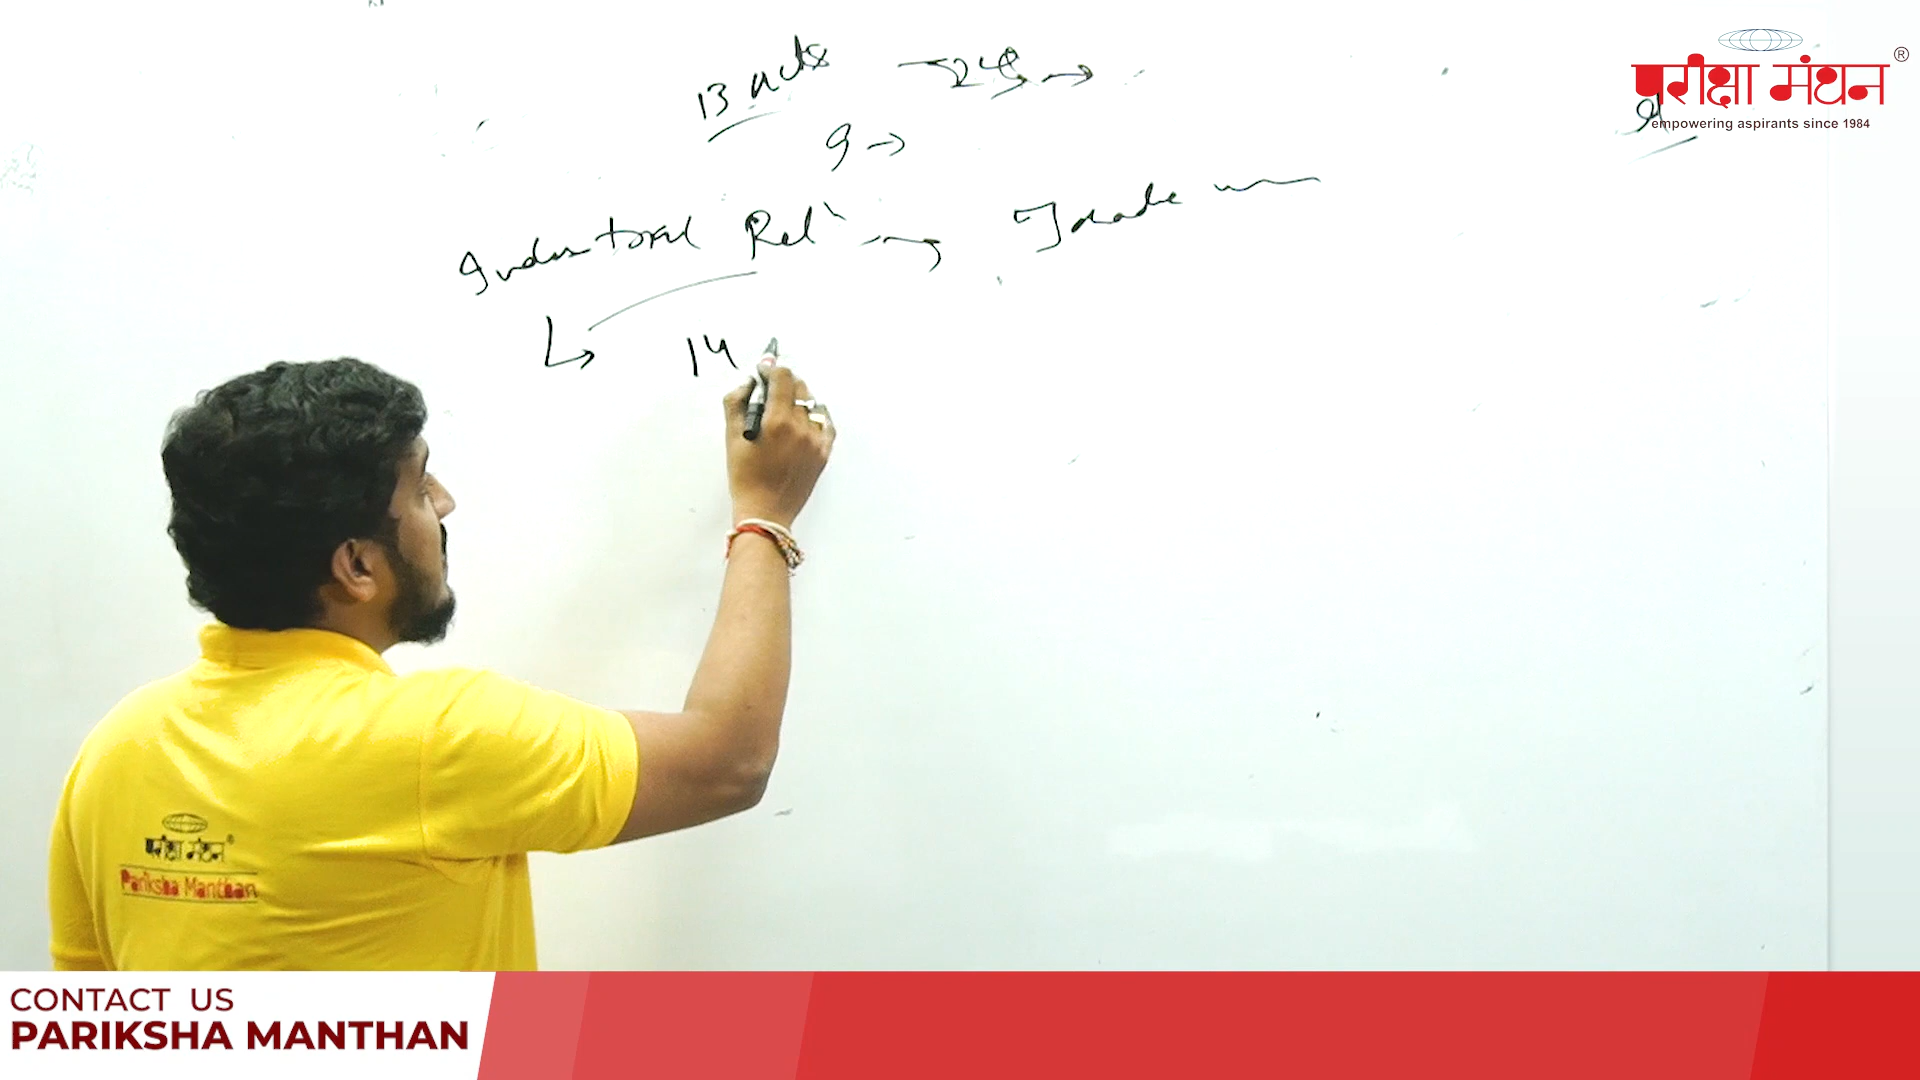 13 Acts
9 →
Industrial Rel → Trade
14
परीक्षा मंथन ®
empowering aspirants since 1984
परीक्षा मंथन ®
Pariksha Manthan
CONTACT US
PARIKSHA MANTHAN